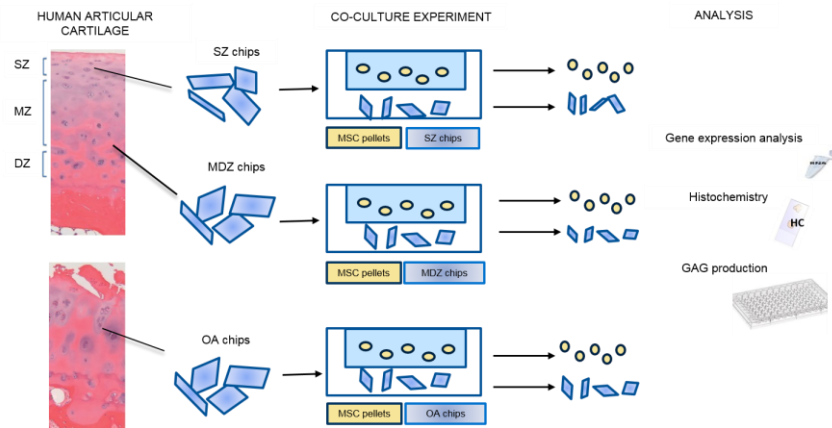 HUMAN ARTICULAR
CARTILAGE
CO-CULTURE EXPERIMENT
ANALYSIS
SZ
MZ
DZ
SZ chips
MSC pellets
SZ chips
MDZ chips
MSC pellets
MDZ chips
OA chips
MSC pellets
OA chips
Gene expression analysis
Histochemistry
HC
GAG production